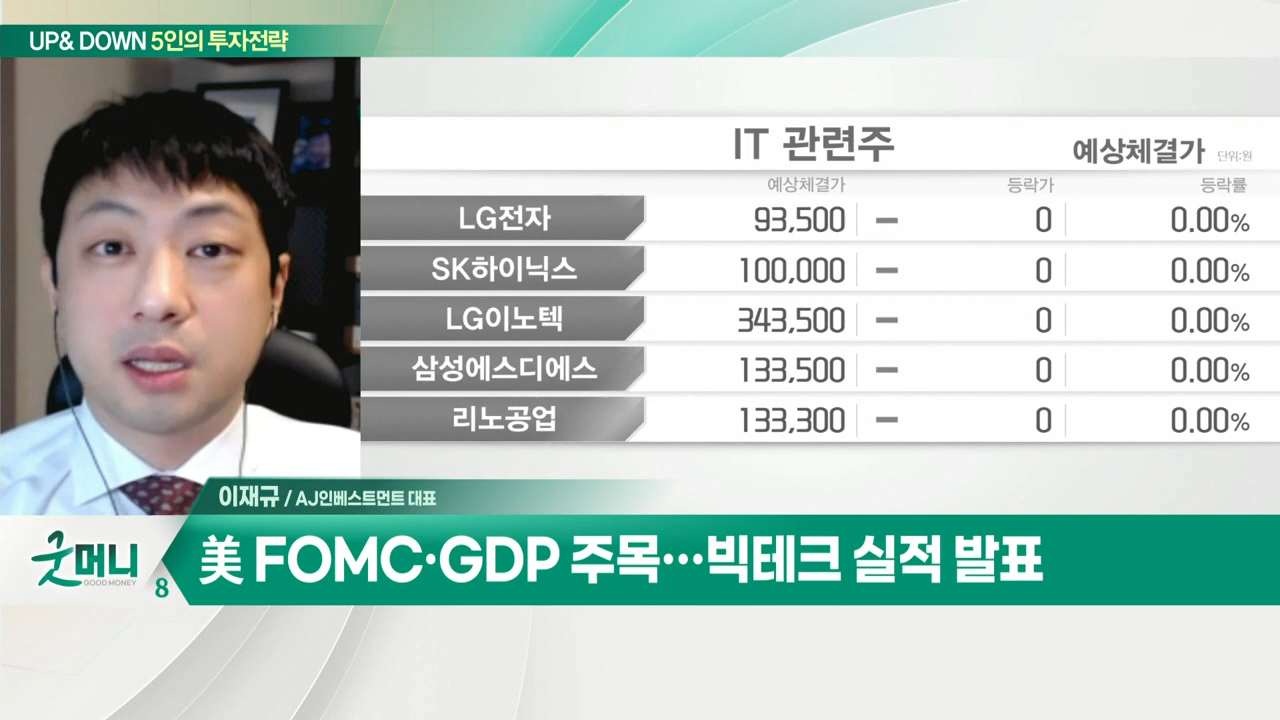 UP& DOWN 5인의 투자전략
IT 관련주
예상체결가 단위:원
예상체결가 등락가 등락률
LG전자 93,500 0 0.00%
SK하이닉스 100,000 0 0.00%
LG이노텍 343,500 0 0.00%
삼성에스디에스 133,500 0 0.00%
리노공업 133,300 0 0.00%
이재규 / AJ인베스트먼트 대표
굿머니
GOOD MONEY
8
美 FOMC·GDP 주목…빅테크 실적 발표